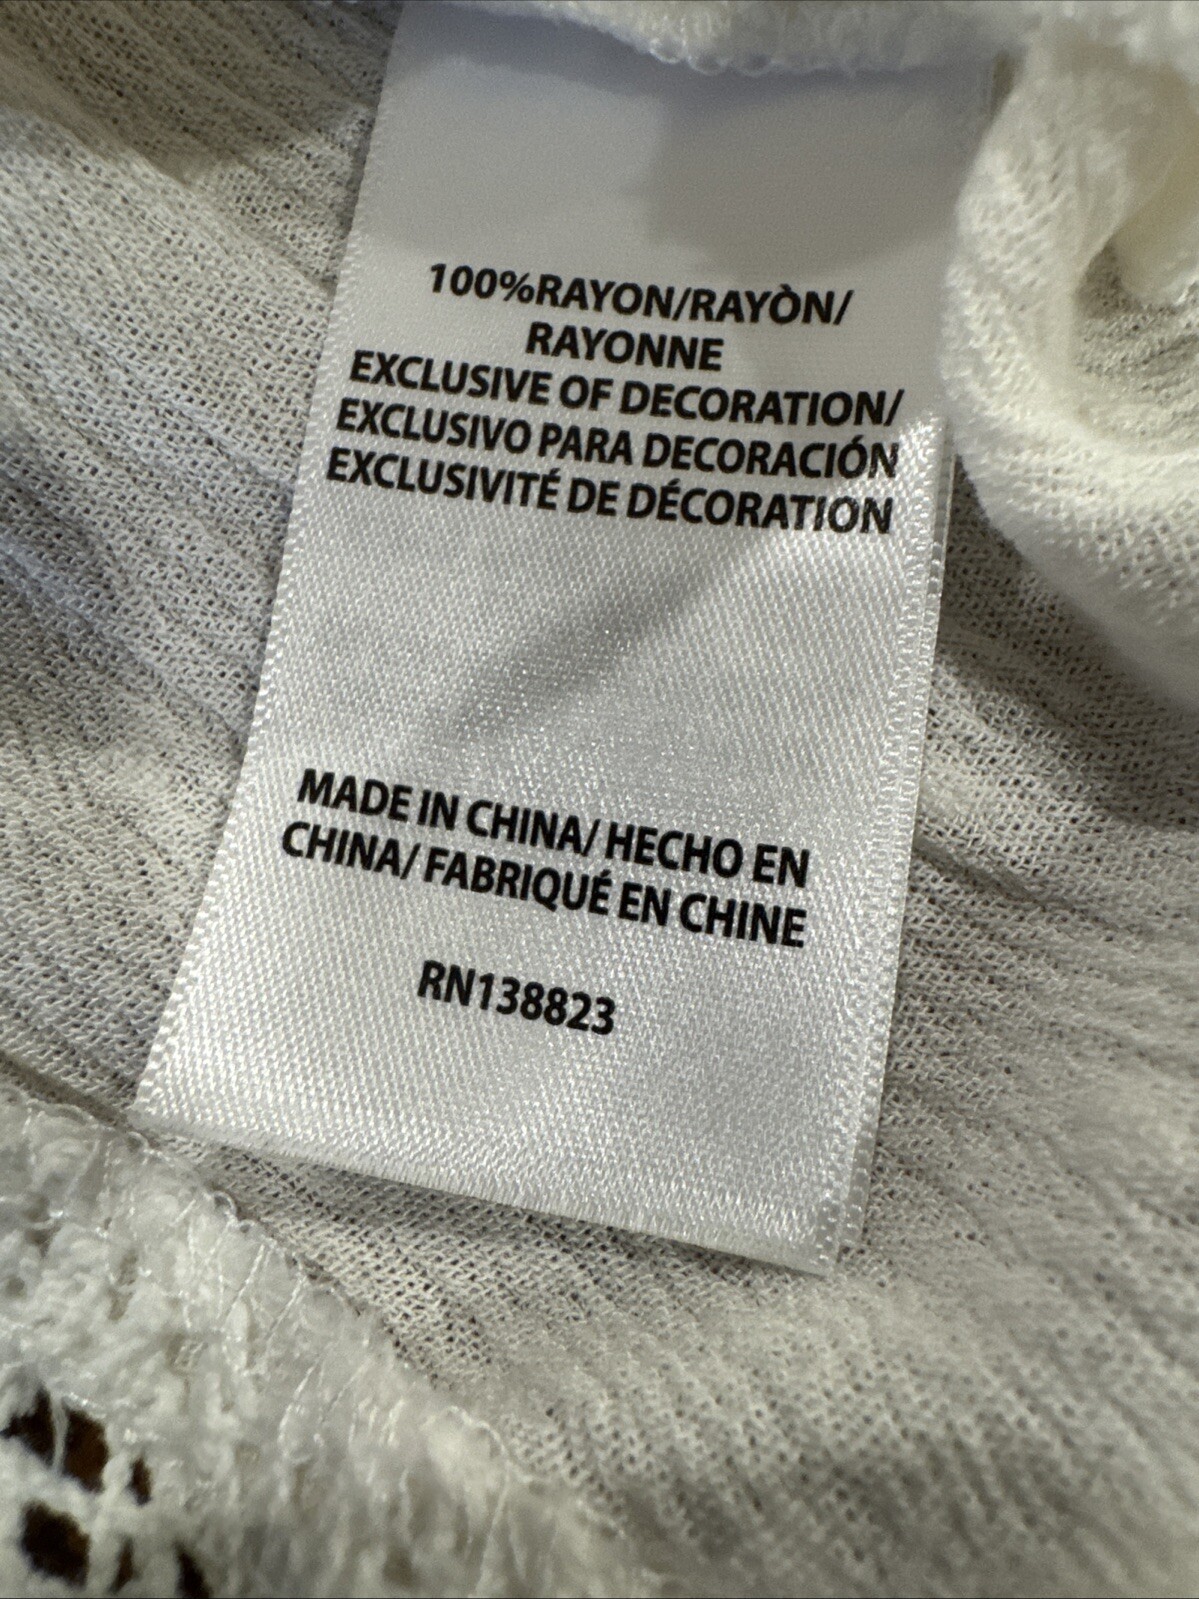 100%RAYON/RAYÒN/
RAYONNE
EXCLUSIVE OF DECORATION/
EXCLUSIVO PARA DECORACIÓN
EXCLUSIVITÉ DE DÉCORATION
MADE IN CHINA/ HECHO EN
CHINA/ FABRIQUÉ EN CHINE
RN138823